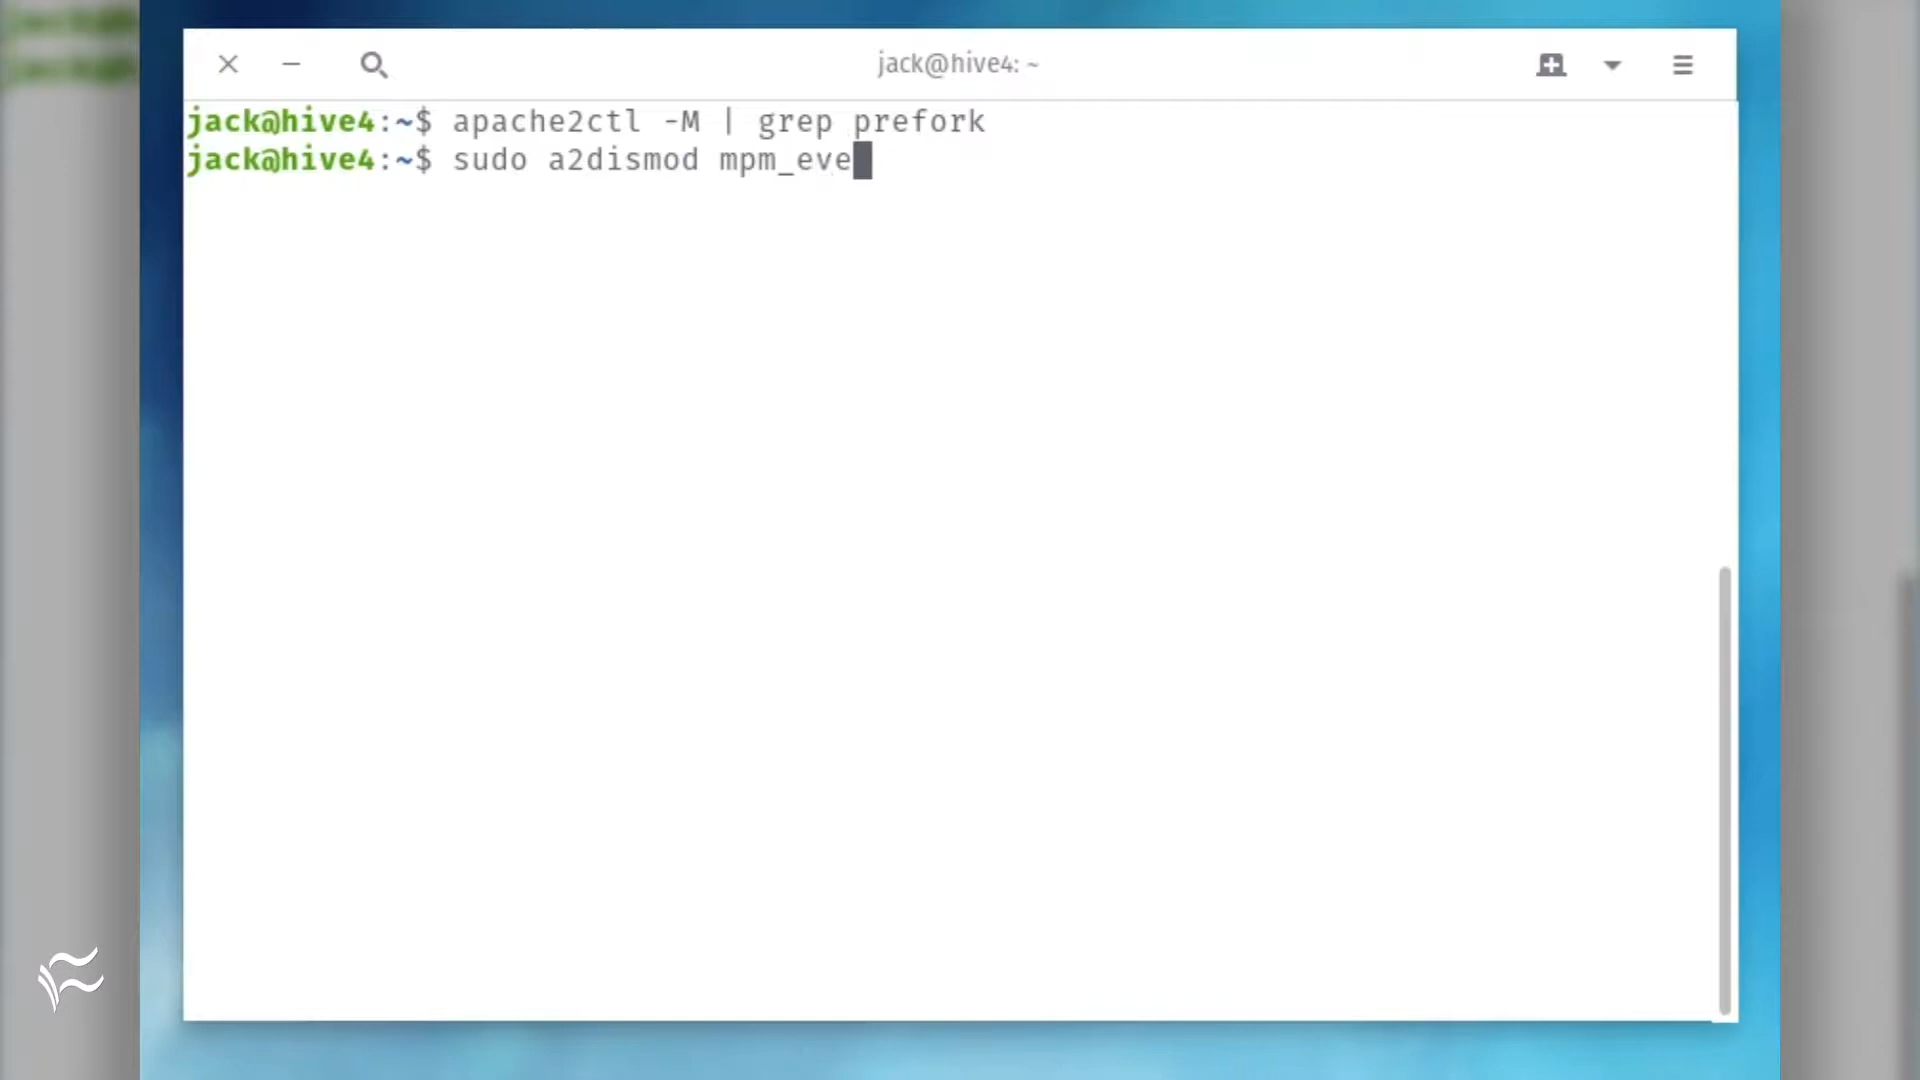 jack@hive4: ~
jack@hive4:~$ apache2ctl -M | grep prefork
jack@hive4:~$ sudo a2dismod mpm_eve